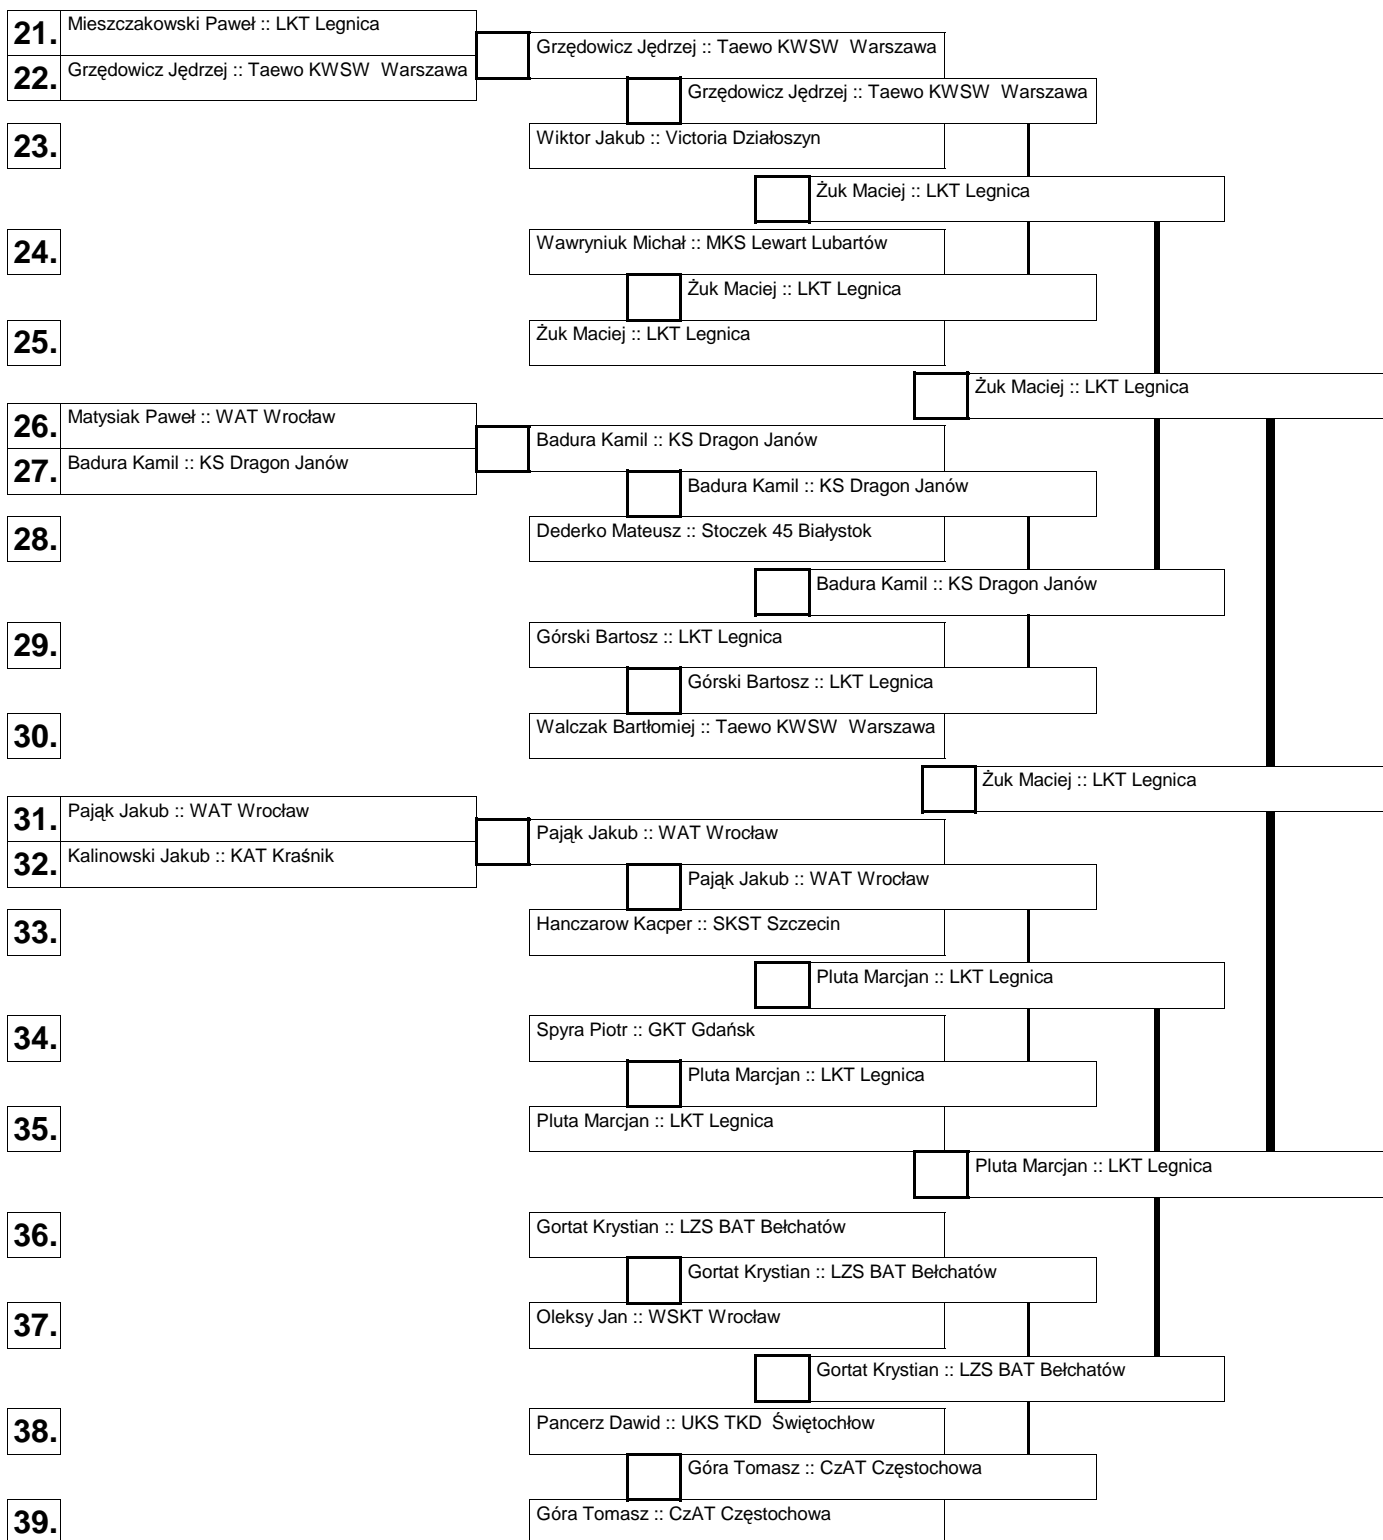 21. Mieszczakowski Paweł :: LKT Legnica
Grzędowicz Jędrzej :: Taewo KWSW  Warszawa
22. Grzędowicz Jędrzej :: Taewo KWSW  Warszawa
Grzędowicz Jędrzej :: Taewo KWSW  Warszawa
23. Wiktor Jakub :: Victoria Działoszyn
Żuk Maciej :: LKT Legnica
24. Wawryniuk Michał :: MKS Lewart Lubartów
Żuk Maciej :: LKT Legnica
25. Żuk Maciej :: LKT Legnica
Żuk Maciej :: LKT Legnica
26. Matysiak Paweł :: WAT Wrocław
Badura Kamil :: KS Dragon Janów
27. Badura Kamil :: KS Dragon Janów
Badura Kamil :: KS Dragon Janów
28. Dederko Mateusz :: Stoczek 45 Białystok
Badura Kamil :: KS Dragon Janów
29. Górski Bartosz :: LKT Legnica
Górski Bartosz :: LKT Legnica
30. Walczak Bartłomiej :: Taewo KWSW  Warszawa
Żuk Maciej :: LKT Legnica
31. Pająk Jakub :: WAT Wrocław
Pająk Jakub :: WAT Wrocław
32. Kalinowski Jakub :: KAT Kraśnik
Pająk Jakub :: WAT Wrocław
33. Hanczarow Kacper :: SKST Szczecin
Pluta Marcjan :: LKT Legnica
34. Spyra Piotr :: GKT Gdańsk
Pluta Marcjan :: LKT Legnica
35. Pluta Marcjan :: LKT Legnica
Pluta Marcjan :: LKT Legnica
36. Gortat Krystian :: LZS BAT Bełchatów
Gortat Krystian :: LZS BAT Bełchatów
37. Oleksy Jan :: WSKT Wrocław
Gortat Krystian :: LZS BAT Bełchatów
38. Pancerz Dawid :: UKS TKD  Świętochłow
Góra Tomasz :: CzAT Częstochowa
39. Góra Tomasz :: CzAT Częstochowa